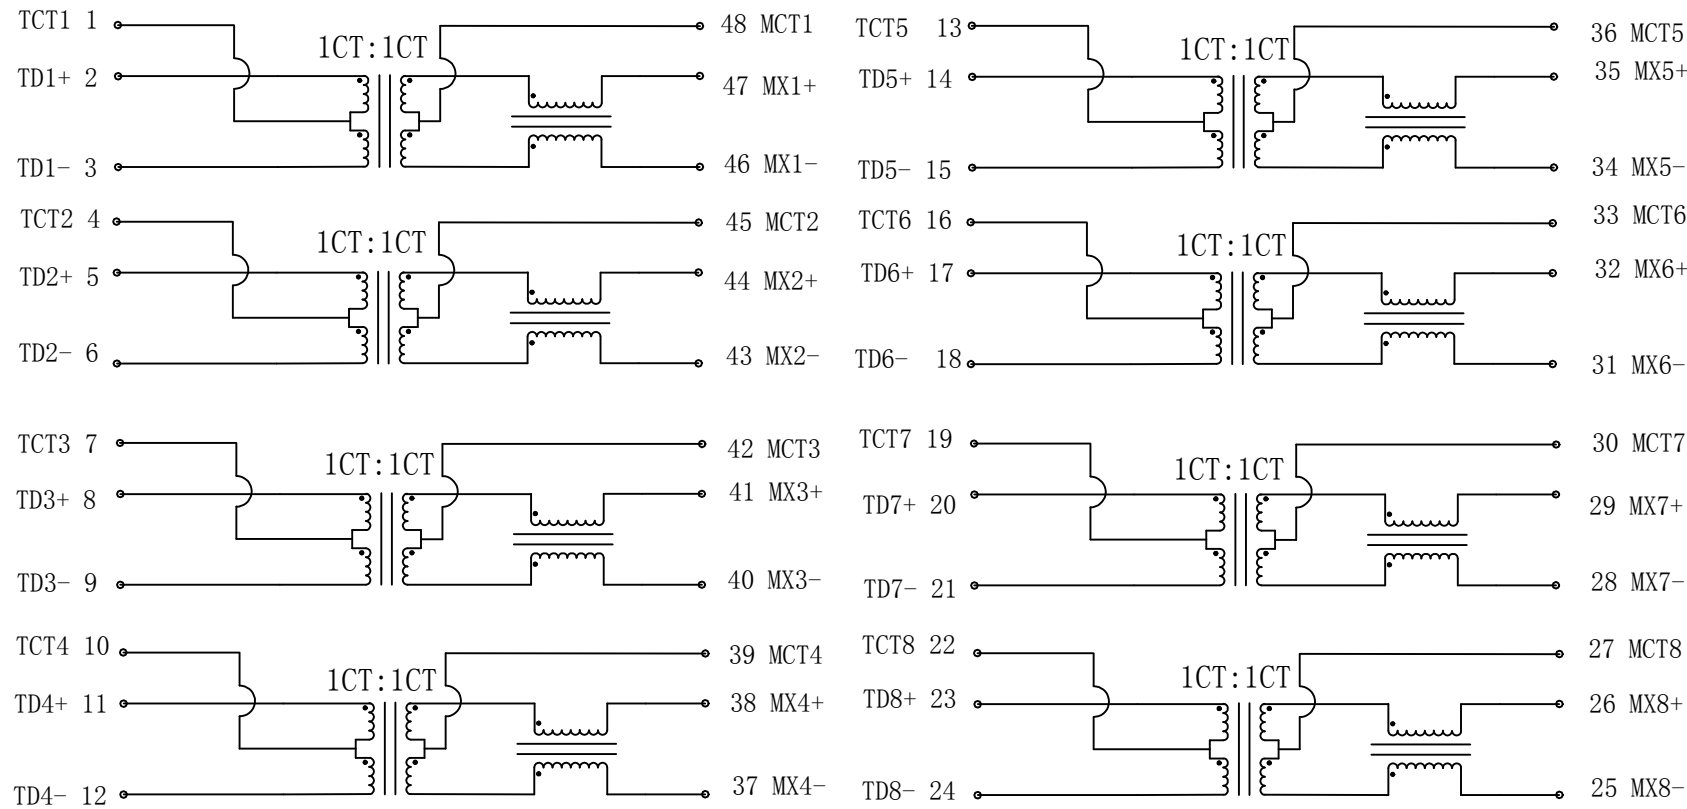 TCT1 1
1CT:1CT
48 MCT1
TD1+ 2
47 MX1+
TD1- 3
46 MX1-
TCT2 4
1CT:1CT
45 MCT2
TD2+ 5
44 MX2+
TD2- 6
43 MX2-
TCT3 7
1CT:1CT
42 MCT3
TD3+ 8
41 MX3+
TD3- 9
40 MX3-
TCT4 10
1CT:1CT
39 MCT4
TD4+ 11
38 MX4+
TD4- 12
37 MX4-
TCT5 13
1CT:1CT
36 MCT5
TD5+ 14
35 MX5+
TD5- 15
34 MX5-
TCT6 16
1CT:1CT
33 MCT6
TD6+ 17
32 MX6+
TD6- 18
31 MX6-
TCT7 19
1CT:1CT
30 MCT7
TD7+ 20
29 MX7+
TD7- 21
28 MX7-
TCT8 22
1CT:1CT
27 MCT8
TD8+ 23
26 MX8+
TD8- 24
25 MX8-